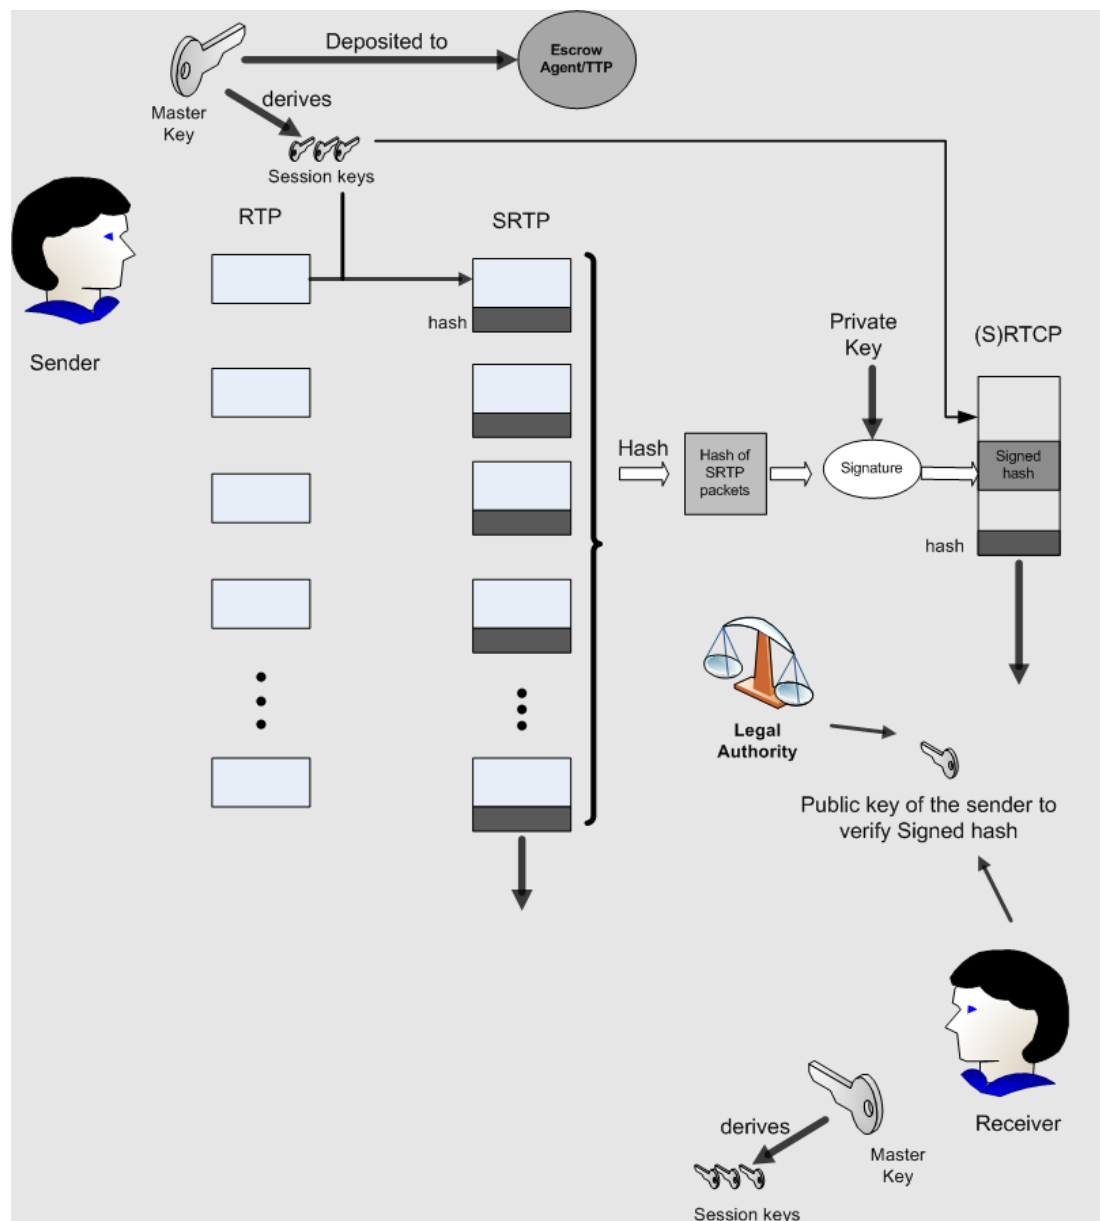 Deposited to
Escrow
Agent/TTP
derives
Master
Key
Session keys
RTP
SRTP
hash
Sender
Private
Key
(S)RTCP
Hash
Hash of
SRTP
packets
Signature
Signed
hash
hash
Legal
Authority
Public key of the sender to
verify Signed hash
Receiver
derives
Master
Key
Session keys